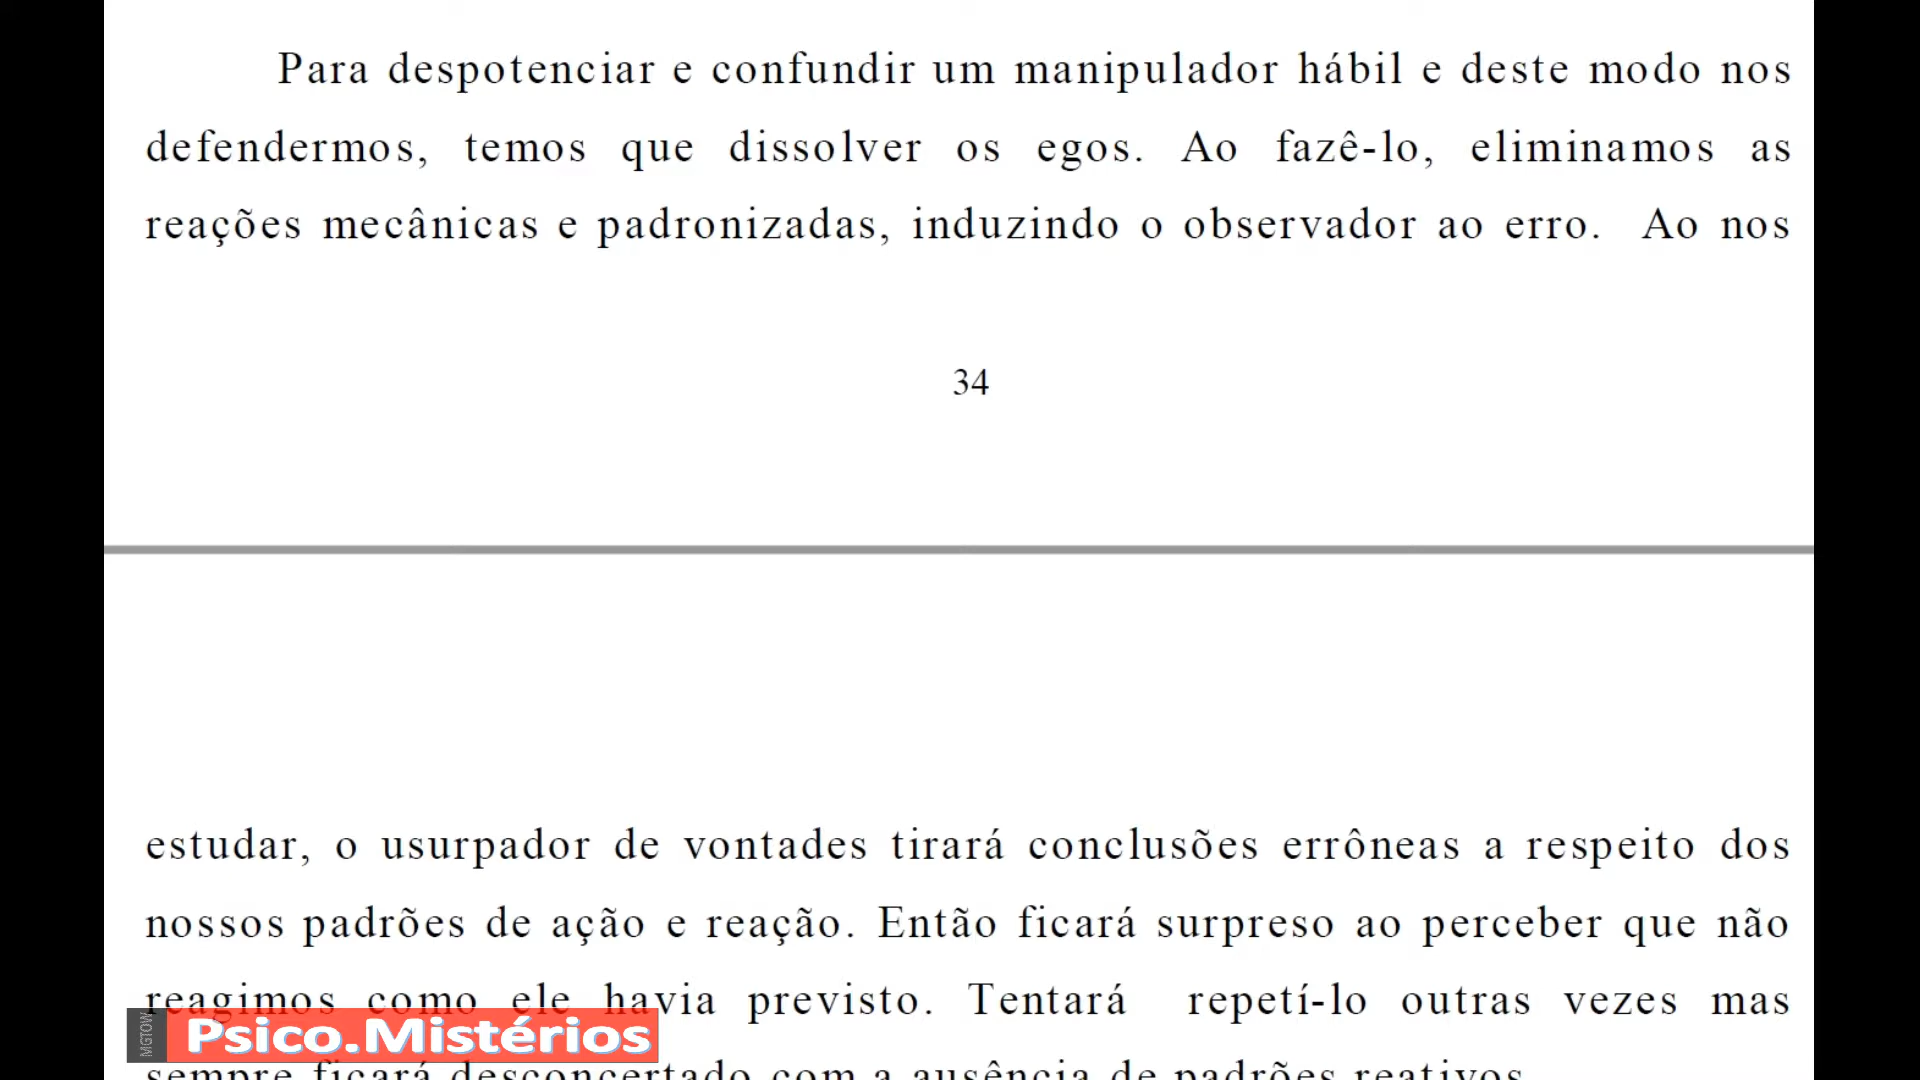 Para despotenciar e confundir um manipulador hábil e deste modo nos
defendermos, temos que dissolver os egos. Ao fazê-lo, eliminamos as
reações mecânicas e padronizadas, induzindo o observador ao erro. Ao nos
34
estudar, o usurpador de vontades tirará conclusões errôneas a respeito dos
nossos padrões de ação e reação. Então ficará surpreso ao perceber que não
reagimos como ele havia previsto. Tentará repetí-lo outras vezes mas
MGTOW
Psico.Mistérios
sempre ficará desconcertado com a ausência de padrões reativos.